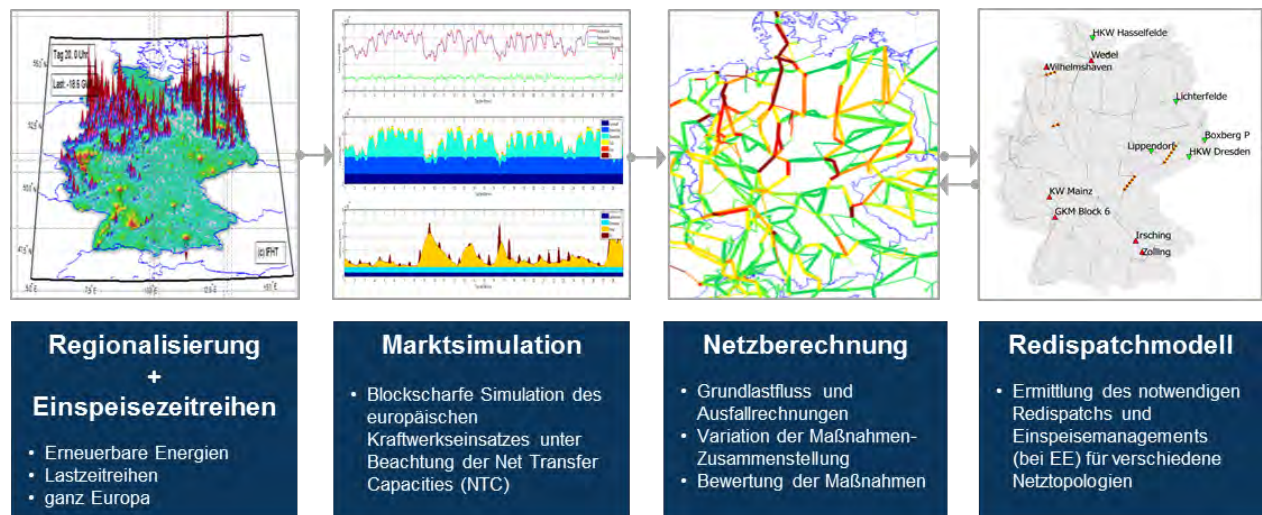 Tag 20, 0 Uhr
Last: -18.6 GW
(c) IFHT
HKW Hasselfelde
Wedel
Wilhelmshaven
Lichterfelde
Boxberg P
Lippendorf
HKW Dresden
KW Mainz
GKM Block 6
Irsching
Zolling
Regionalisierung
+
Einspeisezeitreihen
• Erneuerbare Energien
• Lastzeitreihen
• ganz Europa
Marktsimulation
• Blockscharfe Simulation des
europäischen
Kraftwerkseinsatzes unter
Beachtung der Net Transfer
Capacities (NTC)
Netzberechnung
• Grundlastfluss und
Ausfallrechnungen
• Variation der Maßnahmen-
Zusammenstellung
• Bewertung der Maßnahmen
Redispatchmodell
• Ermittlung des notwendigen
Redispatchs und
Einspeisemanagements
(bei EE) für verschiedene
Netztopologien